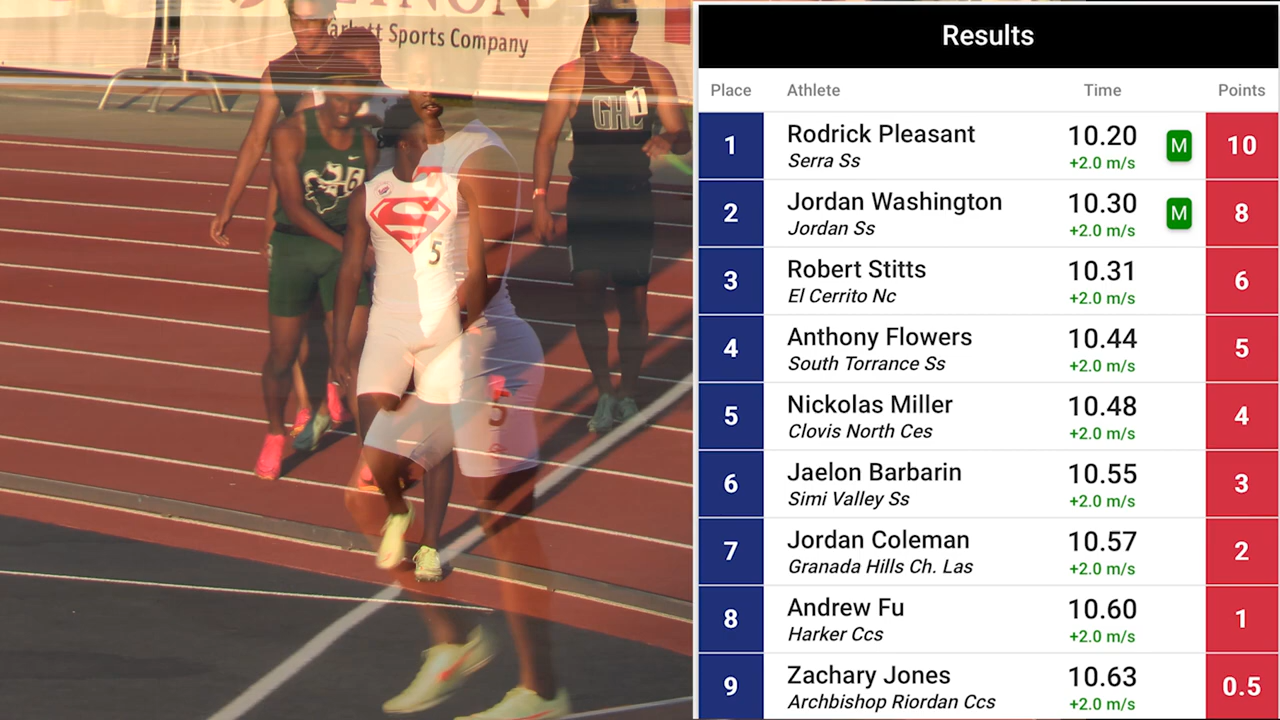 Sports Company
GHC
1
5
5
Results
Place Athlete Time Points
1 Rodrick Pleasant 10.20 M 10
Serra Ss +2.0 m/s
2 Jordan Washington 10.30 M 8
Jordan Ss +2.0 m/s
3 Robert Stitts 10.31 6
El Cerrito Nc +2.0 m/s
4 Anthony Flowers 10.44 5
South Torrance Ss +2.0 m/s
5 Nickolas Miller 10.48 4
Clovis North Ces +2.0 m/s
6 Jaelon Barbarin 10.55 3
Simi Valley Ss +2.0 m/s
7 Jordan Coleman 10.57 2
Granada Hills Ch. Las +2.0 m/s
8 Andrew Fu 10.60 1
Harker Ccs +2.0 m/s
9 Zachary Jones 10.63 0.5
Archbishop Riordan Ccs +2.0 m/s